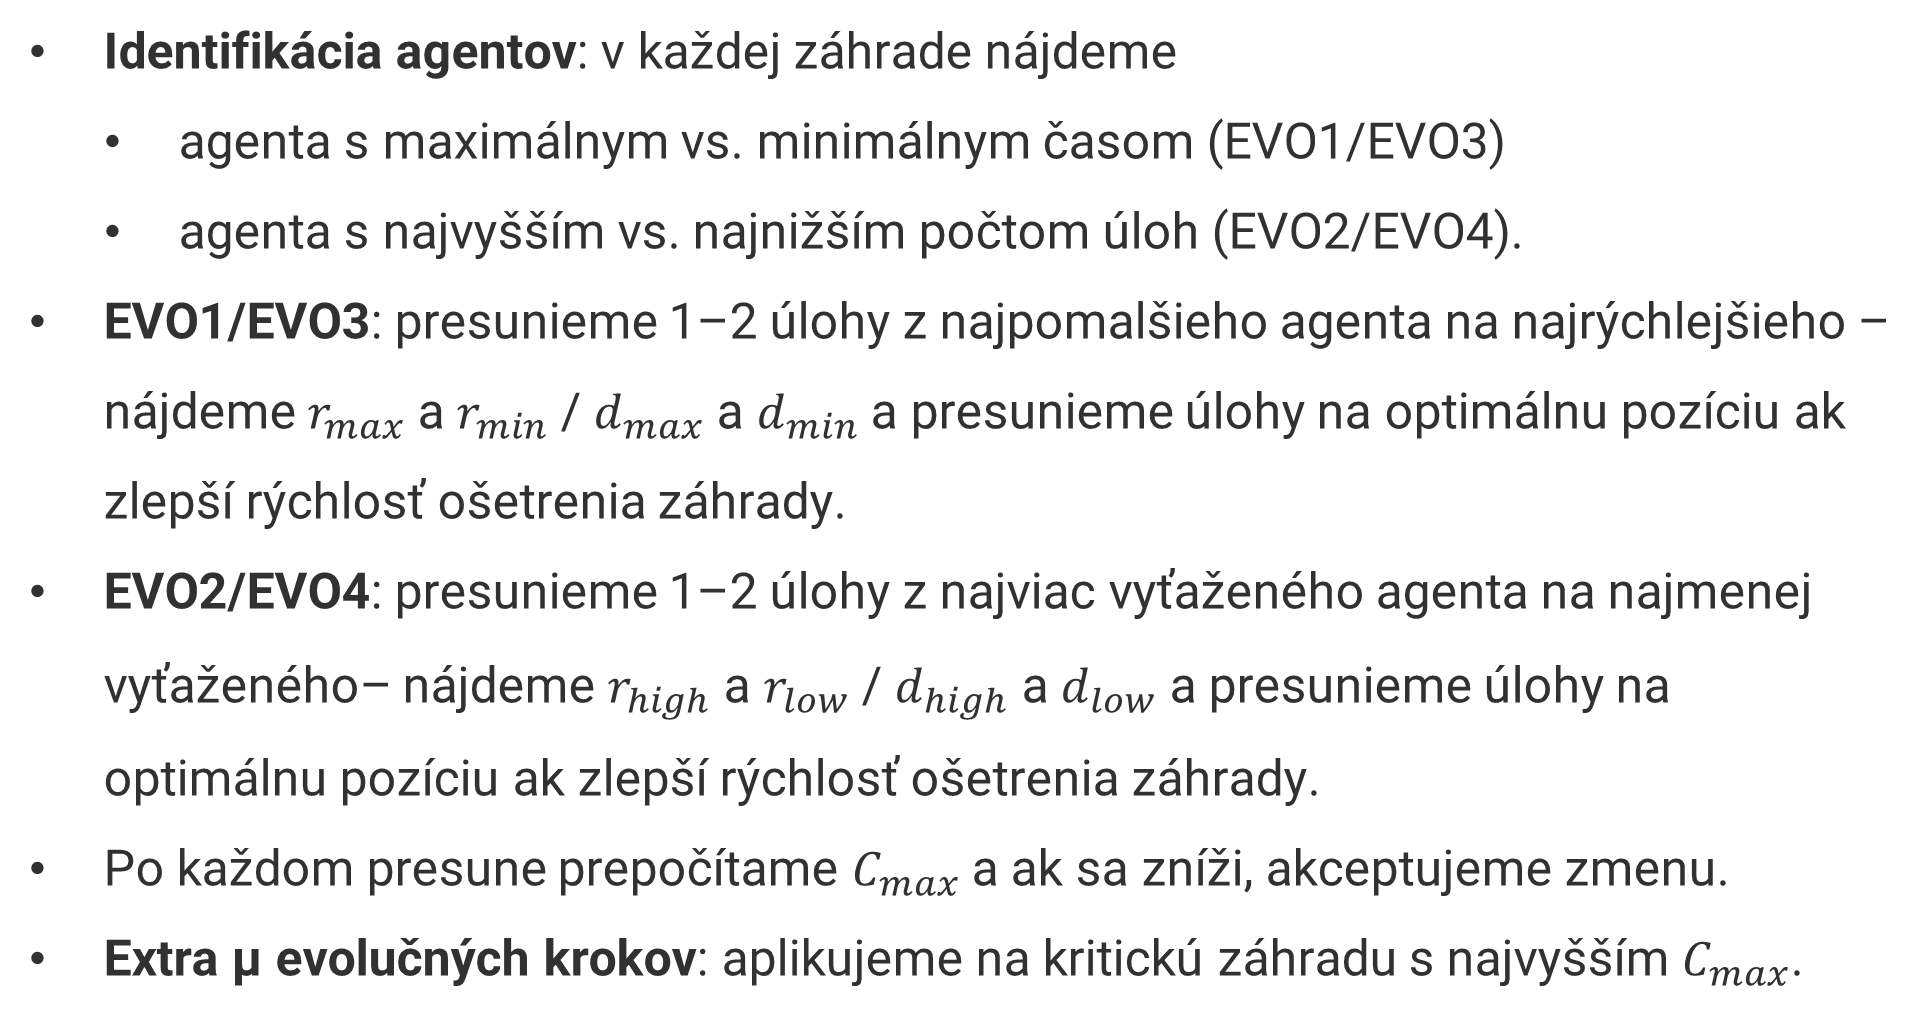 • Identifikácia agentov: v každej záhrade nájdeme
• agenta s maximálnym vs. minimálnym časom (EVO1/EVO3)
• agenta s najvyšším vs. najnižším počtom úloh (EVO2/EVO4).
• EVO1/EVO3: presunieme 1–2 úlohy z najpomalšieho agenta na najrýchlejšieho –
nájdeme r_max a r_min / d_max a d_min a presunieme úlohy na optimálnu pozíciu ak
zlepší rýchlosť ošetrenia záhrady.
• EVO2/EVO4: presunieme 1–2 úlohy z najviac vyťaženého agenta na najmenej
vyťaženého– nájdeme r_high a r_low / d_high a d_low a presunieme úlohy na
optimálnu pozíciu ak zlepší rýchlosť ošetrenia záhrady.
• Po každom presune prepočítame C_max a ak sa zníži, akceptujeme zmenu.
• Extra µ evolučných krokov: aplikujeme na kritickú záhradu s najvyšším C_max.